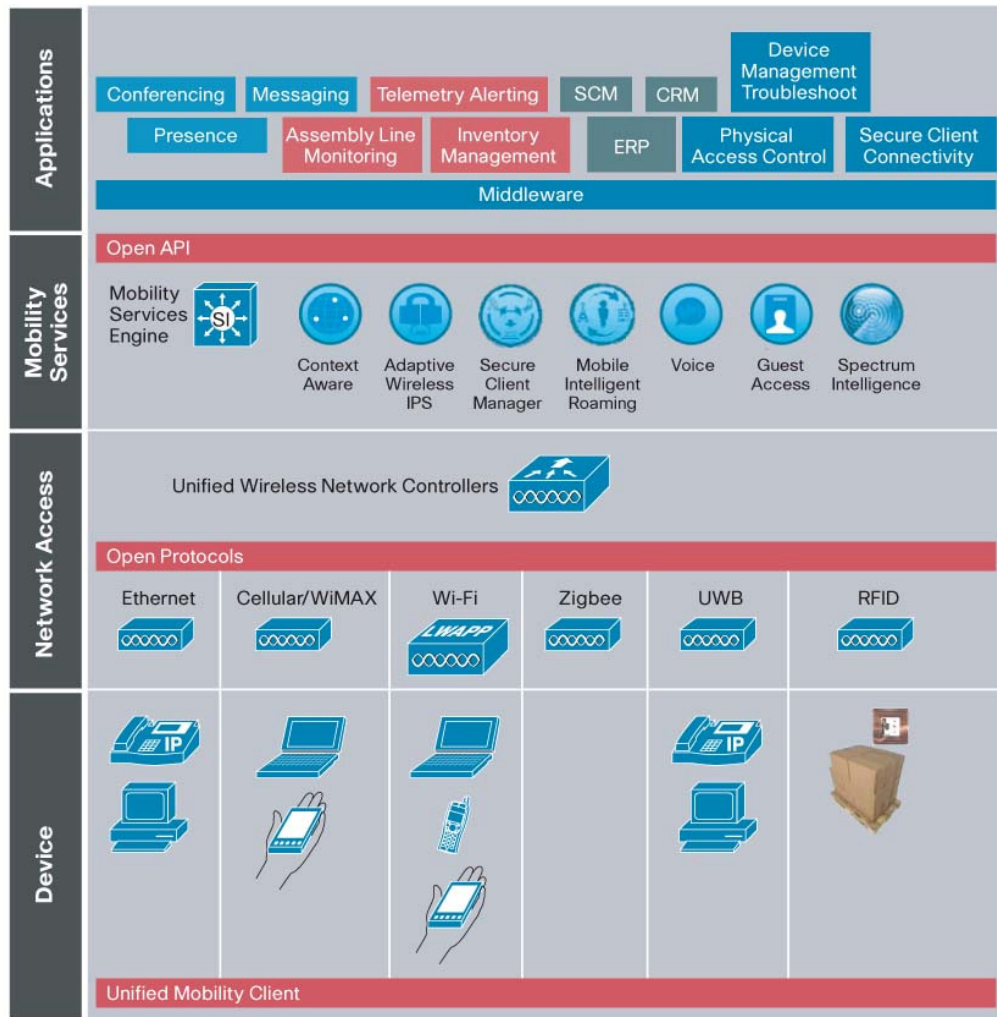 Applications
Conferencing
Messaging
Telemetry Alerting
SCM
CRM
Device
Management
Troubleshoot
Presence
Assembly Line
Monitoring
Inventory
Management
ERP
Physical
Access Control
Secure Client
Connectivity
Middleware
Mobility
Services
Open API
Mobility
Services
Engine
SI
Context
Aware
Adaptive
Wireless
IPS
Secure
Client
Manager
Mobile
Intelligent
Roaming
Voice
Guest
Access
Spectrum
Intelligence
Network Access
Unified Wireless Network Controllers
Open Protocols
Ethernet
Cellular/WiMAX
Wi-Fi
Zigbee
UWB
RFID
LWAPP
Device
IP
IP
Unified Mobility Client